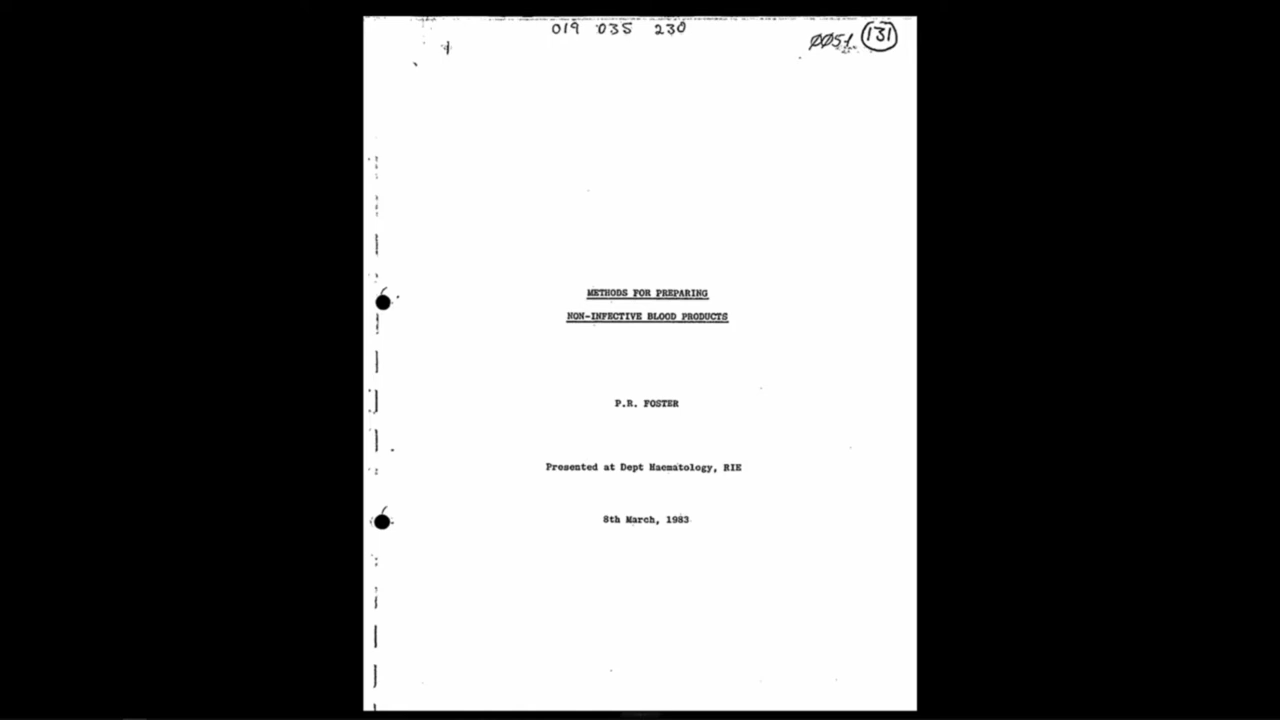 019 035 230
0051 131
METHODS FOR PREPARING
NON-INFECTIVE BLOOD PRODUCTS
P.R. FOSTER
Presented at Dept Haematology, RIE
8th March, 1983